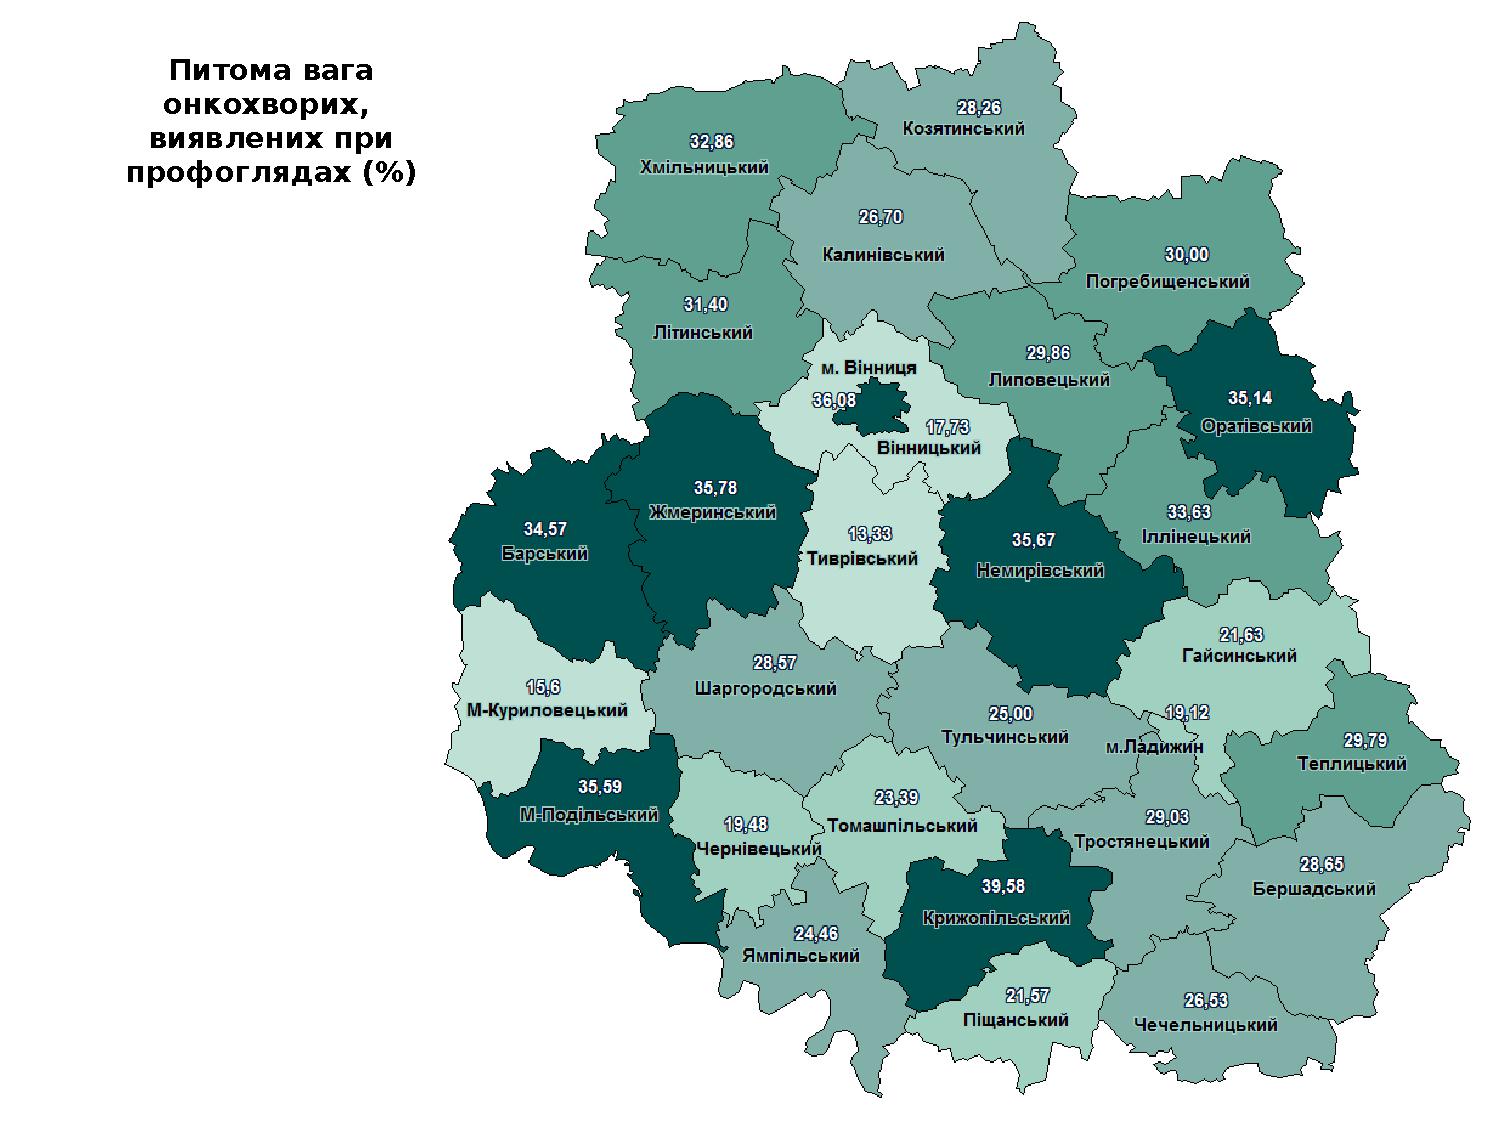 Питома вага
онкохворих,
виявлених при
профоглядах (%)
28,26
Козятинський
32,86
Хмільницький
26,70
Калинівський
30,00
Погребищенський
31,40
Літинський
29,86
Липовецький
м. Вінниця
36,08
35,14
Оратівський
17,73
Вінницький
35,78
Жмеринський
34,57
Барський
13,33
Тиврівський
35,67
Немирівський
33,63
Іллінецький
21,63
Гайсинський
28,57
Шаргородський
15,6
М-Куриловецький
25,00
Тульчинський
19,12
м.Ладижин
29,79
Теплицький
35,59
М-Подільський
23,39
Томашпільський
19,48
Чернівецький
29,03
Тростянецький
28,65
Бершадський
39,58
Крижопільський
24,46
Ямпільський
21,57
Піщанський
26,53
Чечельницький